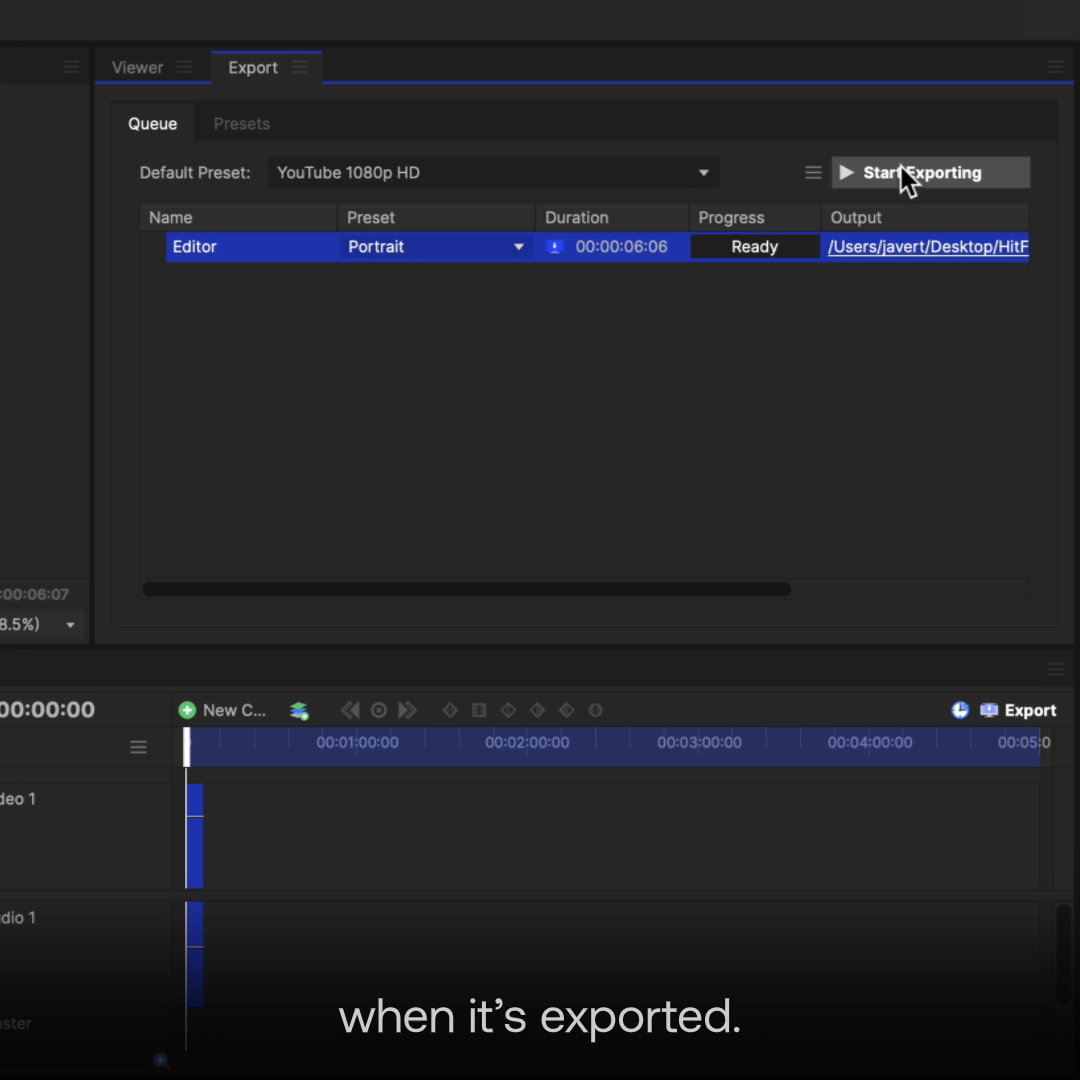 Viewer
Export
Queue
Presets
Default Preset:
YouTube 1080p HD
Start Exporting
Name
Preset
Duration
Progress
Output
Editor
Portrait
00:00:06:06
Ready
/Users/javert/Desktop/HitF
:00:06:07
8.5%)
00:00:00
New C...
Export
00:01:00:00
00:02:00:00
00:03:00:00
00:04:00:00
00:05:0
deo 1
dio 1
ster
when it's exported.